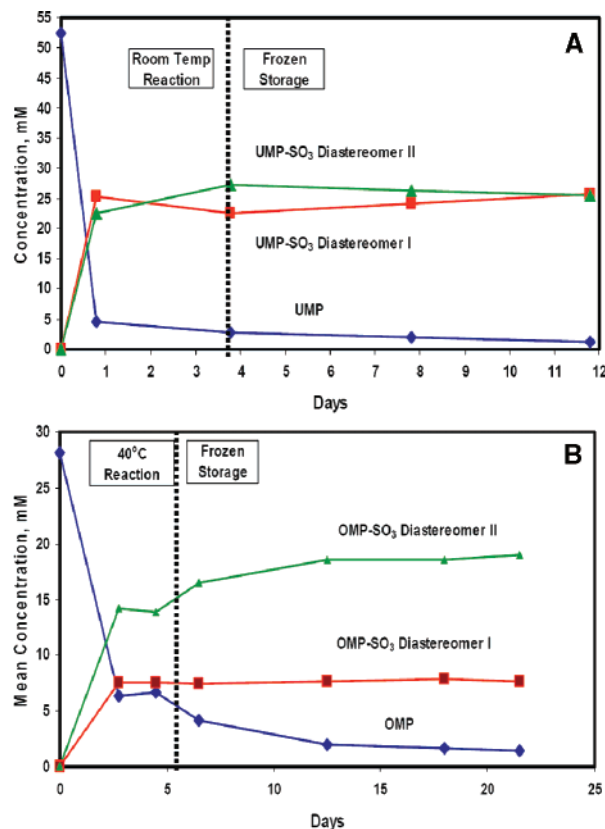 A
Room Temp
Reaction
Frozen
Storage
UMP-SO3 Diastereomer II
UMP-SO3 Diastereomer I
UMP
Concentration, mM
55
50
45
40
35
30
25
20
15
10
5
0
0 1 2 3 4 5 6 7 8 9 10 11 12
Days
B
40°C
Reaction
Frozen
Storage
OMP-SO3 Diastereomer II
OMP-SO3 Diastereomer I
OMP
Mean Concentration, mM
30
25
20
15
10
5
0
0 5 10 15 20 25
Days